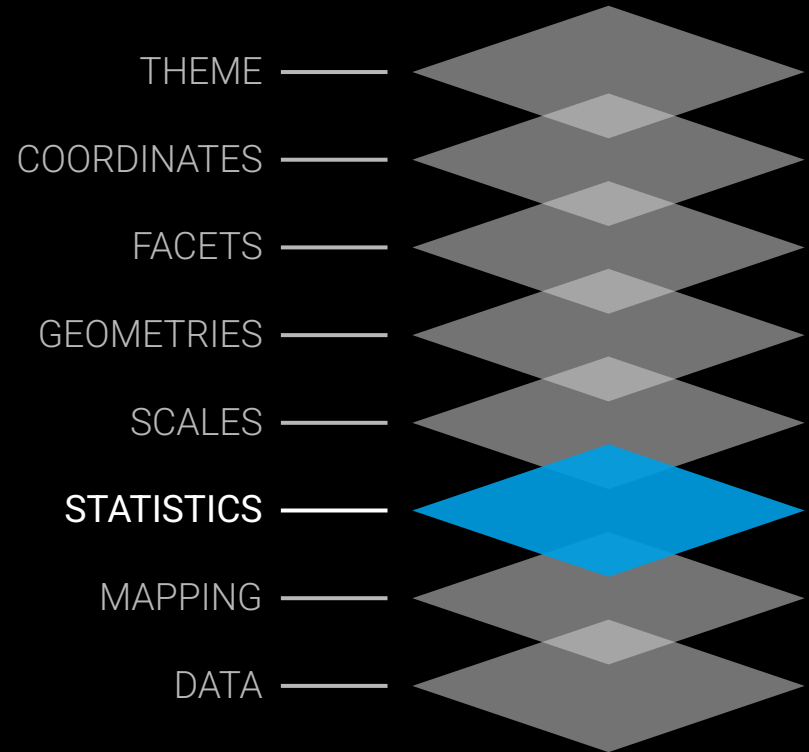 THEME
COORDINATES
FACETS
GEOMETRIES
SCALES
STATISTICS
MAPPING
DATA